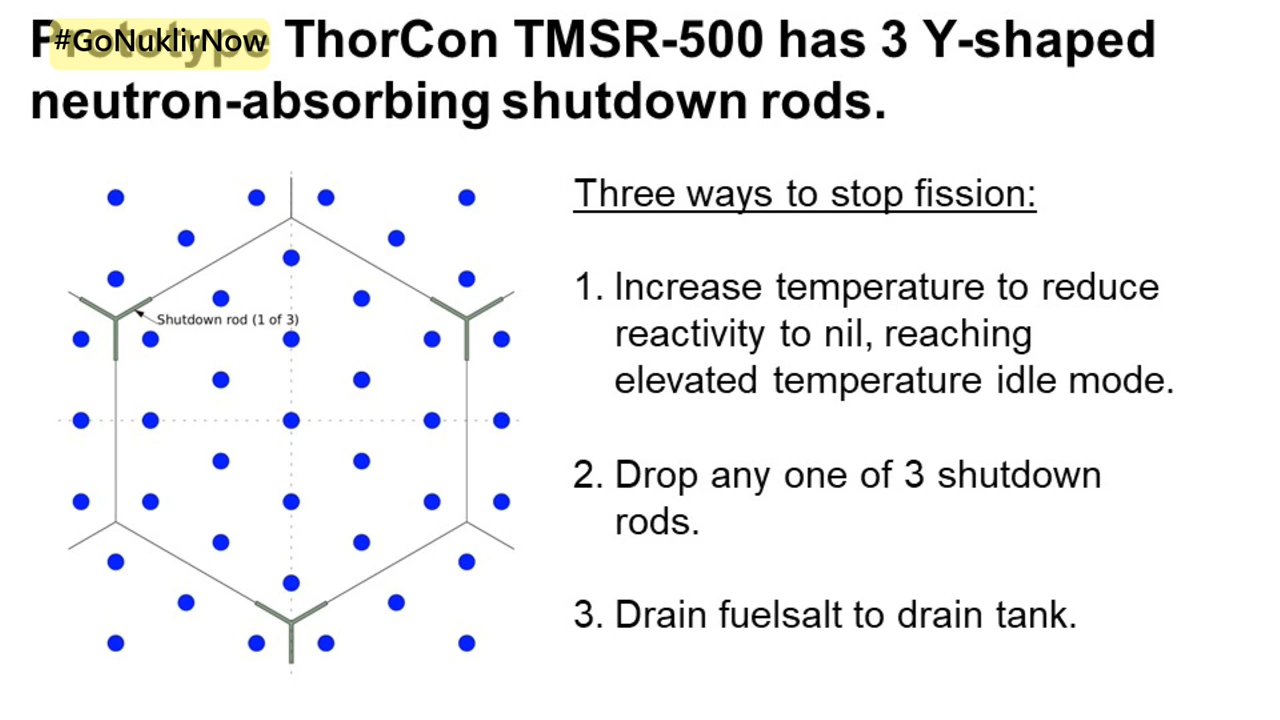 #GoNuklirNow
Prototype ThorCon TMSR-500 has 3 Y-shaped
neutron-absorbing shutdown rods.
Shutdown rod (1 of 3)
Three ways to stop fission:
1. Increase temperature to reduce
reactivity to nil, reaching
elevated temperature idle mode.
2. Drop any one of 3 shutdown
rods.
3. Drain fuelsalt to drain tank.